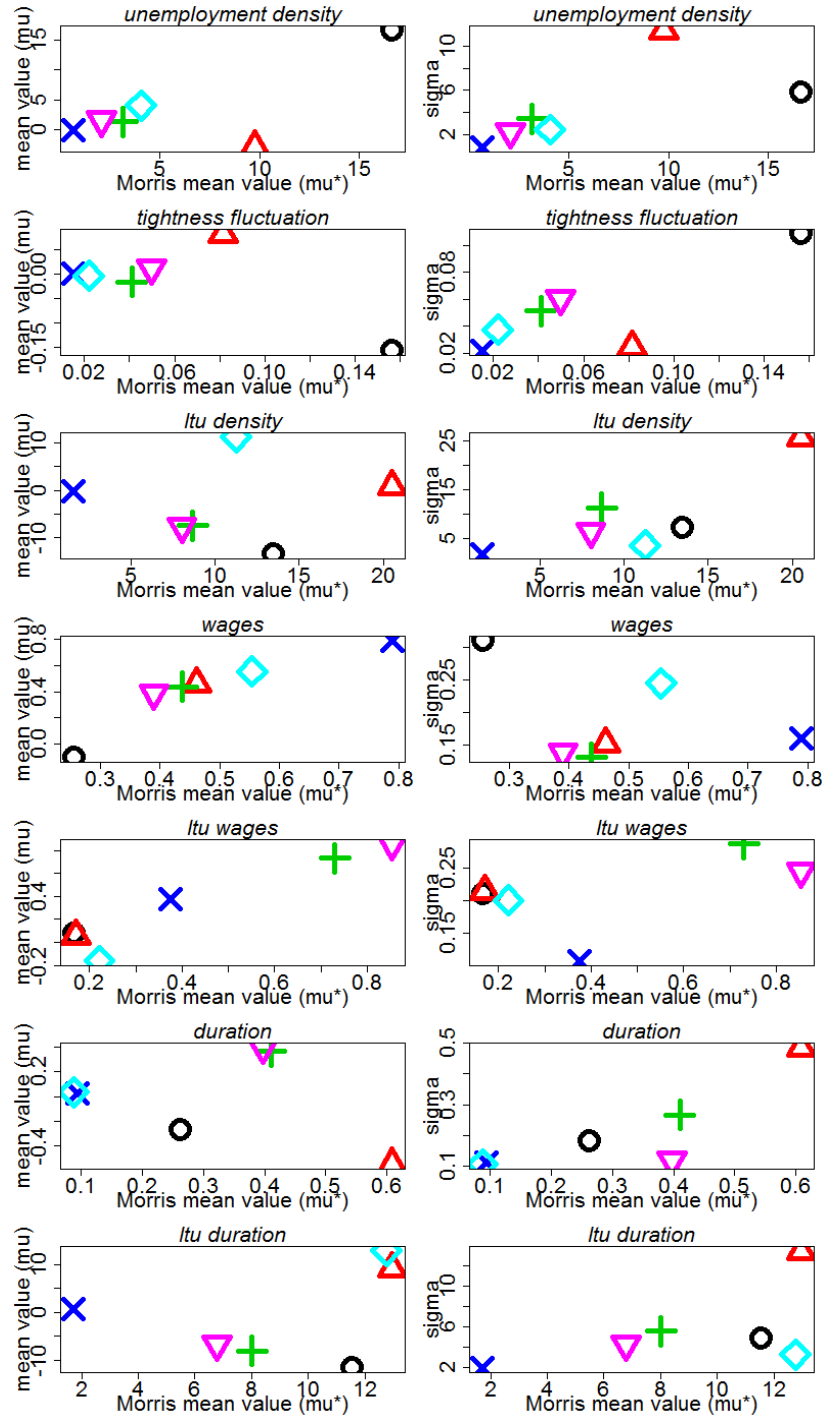 unemployment density
mean value (mu)
0 5 15
5 10 15
Morris mean value (mu*)
unemployment density
sigma
2 6 10
5 10 15
Morris mean value (mu*)
tightness fluctuation
mean value (mu)
-0.15 0.00
0.02 0.06 0.10 0.14
Morris mean value (mu*)
tightness fluctuation
sigma
0.02 0.08
0.02 0.06 0.10 0.14
Morris mean value (mu*)
ltu density
mean value (mu)
-10 0 10
5 10 15 20
Morris mean value (mu*)
ltu density
sigma
5 15 25
5 10 15 20
Morris mean value (mu*)
wages
mean value (mu)
0.0 0.4 0.8
0.3 0.4 0.5 0.6 0.7 0.8
Morris mean value (mu*)
wages
sigma
0.15 0.25
0.3 0.4 0.5 0.6 0.7 0.8
Morris mean value (mu*)
ltu wages
mean value (mu)
-0.2 0.4
0.2 0.4 0.6 0.8
Morris mean value (mu*)
ltu wages
sigma
0.15 0.25
0.2 0.4 0.6 0.8
Morris mean value (mu*)
duration
mean value (mu)
-0.4 0.2
0.1 0.2 0.3 0.4 0.5 0.6
Morris mean value (mu*)
duration
sigma
0.1 0.3 0.5
0.1 0.2 0.3 0.4 0.5 0.6
Morris mean value (mu*)
ltu duration
mean value (mu)
-10 0 10
2 4 6 8 10 12
Morris mean value (mu*)
ltu duration
sigma
2 6 10
2 4 6 8 10 12
Morris mean value (mu*)